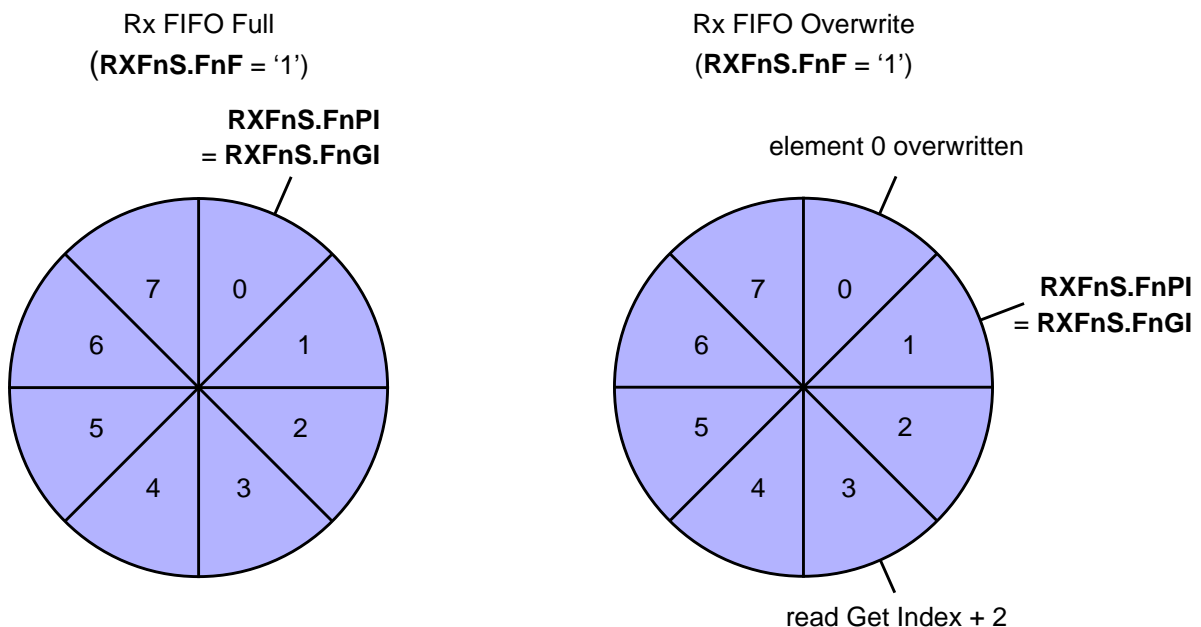 Rx FIFO Full
(RXFnS.FnF = ‘1’)
RXFnS.FnPI
= RXFnS.FnGI
7
0
6
1
5
2
4
3
Rx FIFO Overwrite
(RXFnS.FnF = ‘1’)
element 0 overwritten
RXFnS.FnPI
= RXFnS.FnGI
7
0
6
1
5
2
4
3
read Get Index + 2